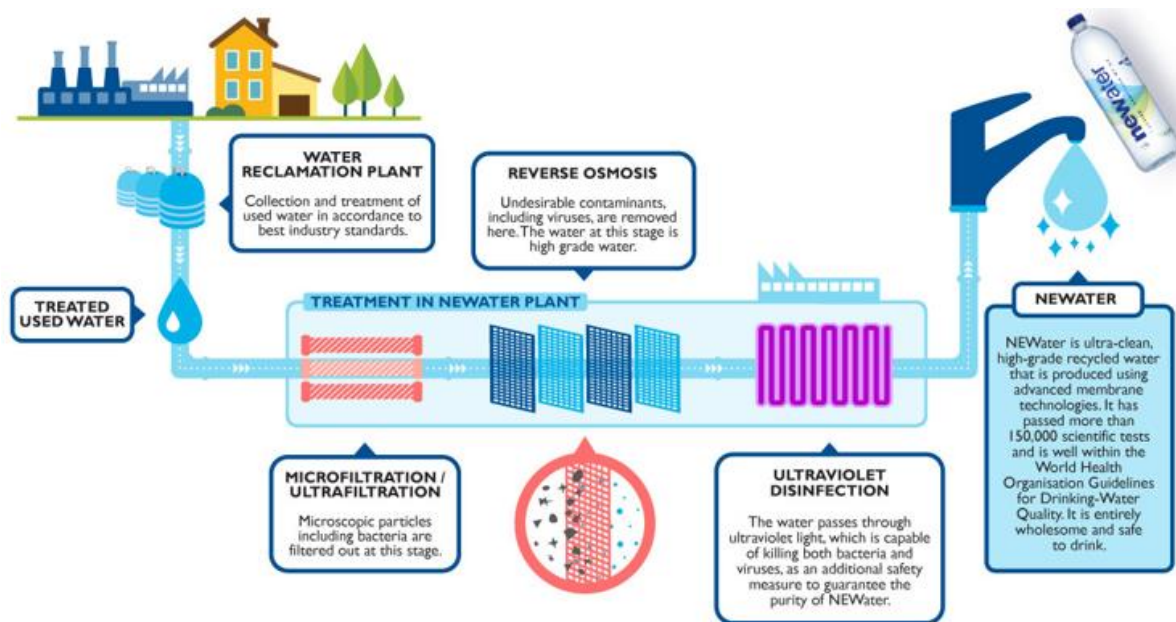 WATER
RECLAMATION PLANT
Collection and treatment of
used water in accordance to
best industry standards.
REVERSE OSMOSIS
Undesirable contaminants,
including viruses, are removed
here. The water at this stage is
high grade water.
newater
TREATED
USED WATER
TREATMENT IN NEWATER PLANT
MICROFILTRATION /
ULTRAFILTRATION
Microscopic particles
including bacteria are
filtered out at this stage.
ULTRAVIOLET
DISINFECTION
The water passes through
ultraviolet light, which is capable
of killing both bacteria and
viruses, as an additional safety
measure to guarantee the
purity of NEWater.
NEWATER
NEWater is ultra-clean,
high-grade recycled water
that is produced using
advanced membrane
technologies. It has
passed more than
150,000 scientific tests
and is well within the
World Health
Organisation Guidelines
for Drinking-Water
Quality. It is entirely
wholesome and safe
to drink.